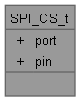 SPI_CS_t
+ port
+ pin